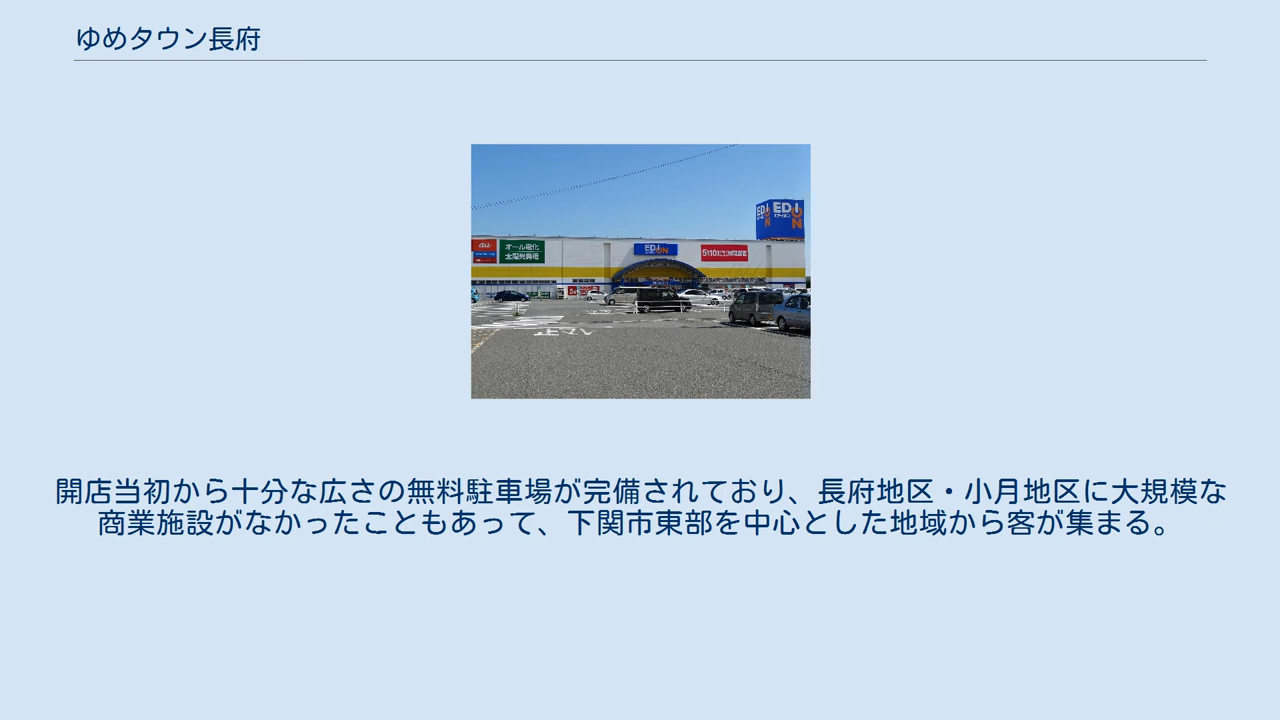 ゆめタウン長府
EDION
EDION
au
オール電化
太陽光発電
EDION
開店当初から十分な広さの無料駐車場が完備されており、長府地区・小月地区に大規模な
商業施設がなかったこともあって、下関市東部を中心とした地域から客が集まる。